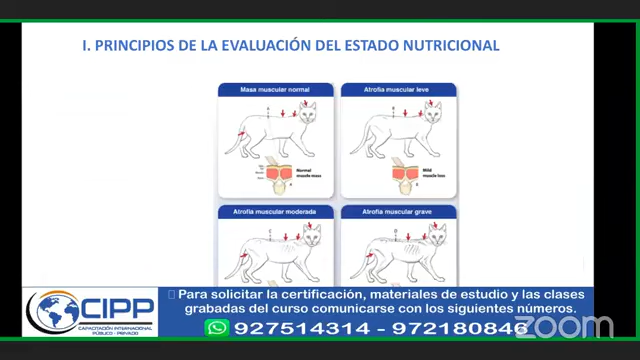 I. PRINCIPIOS DE LA EVALUACIÓN DEL ESTADO NUTRICIONAL
Masa muscular normal
Atrofia muscular leve
A
B
Normal
muscle mass
Mild
muscle loss
Atrofia muscular moderada
Atrofia muscular grave
C
D
CIPP
CAPACITACIÓN INTERNACIONAL
PÚBLICO - PRIVADO
Para solicitar la certificación, materiales de estudio y las clases
grabadas del curso comunicarse con los siguientes números.
927514314 - 972180846
zoom